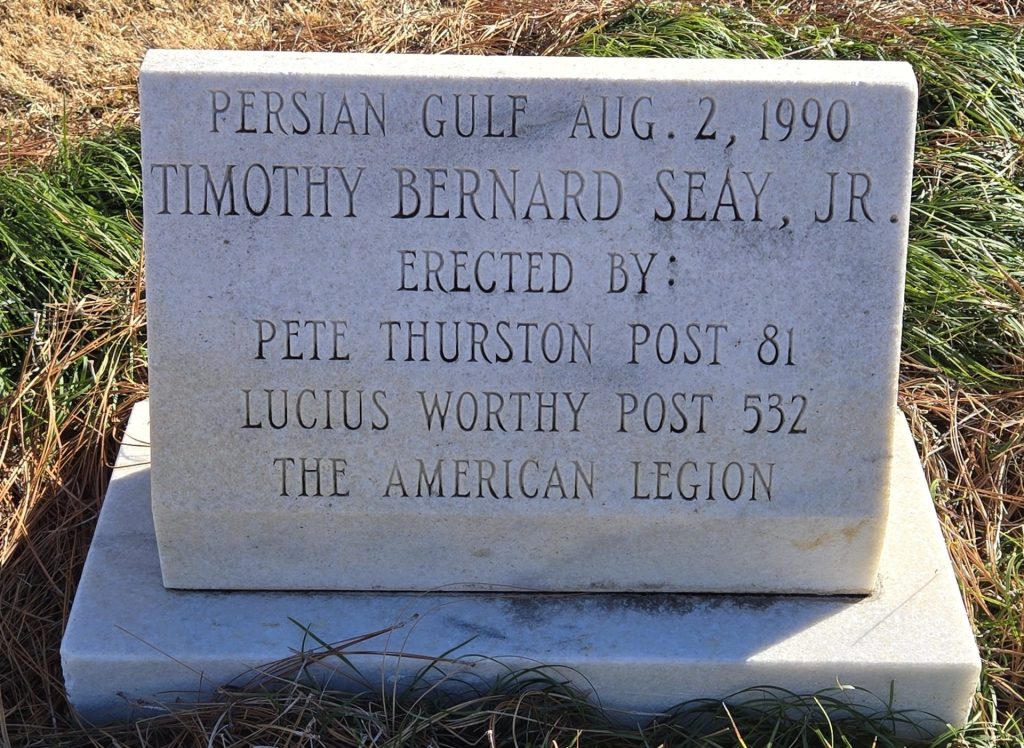 PERSIAN GULF AUG. 2, 1990
TIMOTHY BERNARD SEAY, JR.
ERECTED BY:
PETE THURSTON POST 81
LUCIUS WORTHY POST 532
THE AMERICAN LEGION